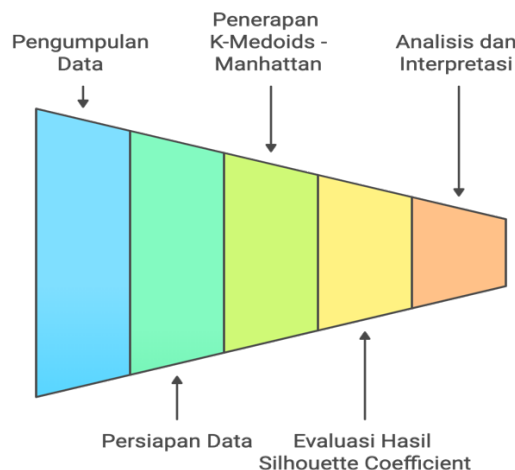 Pengumpulan
Data
Penerapan
K-Medoids -
Manhattan
Analisis dan
Interpretasi
Persiapan Data
Evaluasi Hasil
Silhouette Coefficient